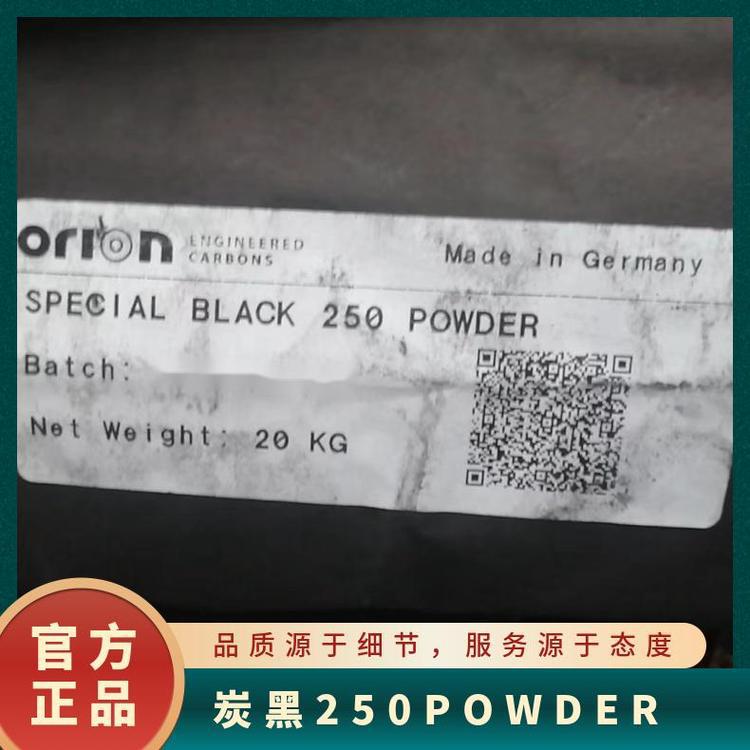 orion ENGINEERED
CARBONS
Made in Germany
SPECIAL BLACK 250 POWDER
Batch:
Net Weight: 20 KG
官方
正品
品质源于细节，服务源于态度
炭黑250POWDER